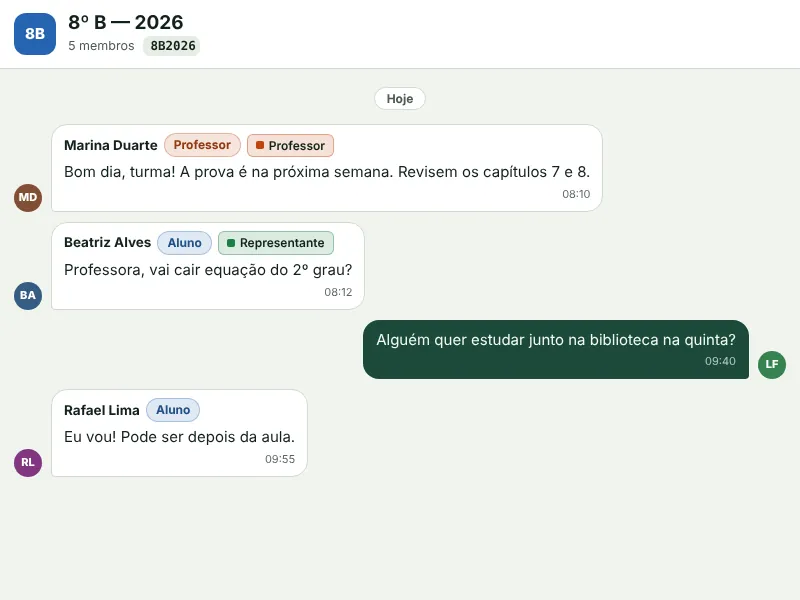 8B
8º B — 2026
5 membros 8B2026
Hoje
Marina Duarte Professor Professor
Bom dia, turma! A prova é na próxima semana. Revisem os capítulos 7 e 8.
08:10
MD
Beatriz Alves Aluno Representante
Professora, vai cair equação do 2º grau?
08:12
BA
Alguém quer estudar junto na biblioteca na quinta?
09:40
LF
Rafael Lima Aluno
Eu vou! Pode ser depois da aula.
09:55
RL